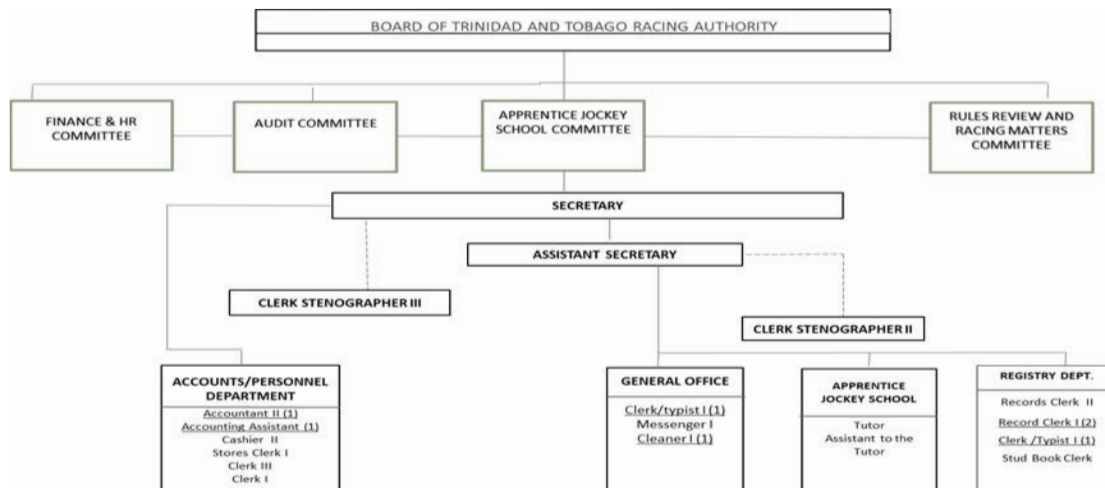 BOARD OF TRINIDAD AND TOBAGO RACING AUTHORITY
FINANCE & HR
COMMITTEE
AUDIT COMMITTEE
APPRENTICE JOCKEY
SCHOOL COMMITTEE
RULES REVIEW AND
RACING MATTERS
COMMITTEE
SECRETARY
ASSISTANT SECRETARY
CLERK STENOGRAPHER III
CLERK STENOGRAPHER II
ACCOUNTS/PERSONNEL
DEPARTMENT
Accountant II (1)
Accounting Assistant (1)
Cashier II
Stores Clerk I
Clerk III
Clerk I
GENERAL OFFICE
Clerk/typist I (1)
Messenger I
Cleaner I (1)
APPRENTICE
JOCKEY SCHOOL
Tutor
Assistant to the
Tutor
REGISTRY DEPT.
Records Clerk II
Record Clerk I (2)
Clerk /Typist I (1)
Stud Book Clerk